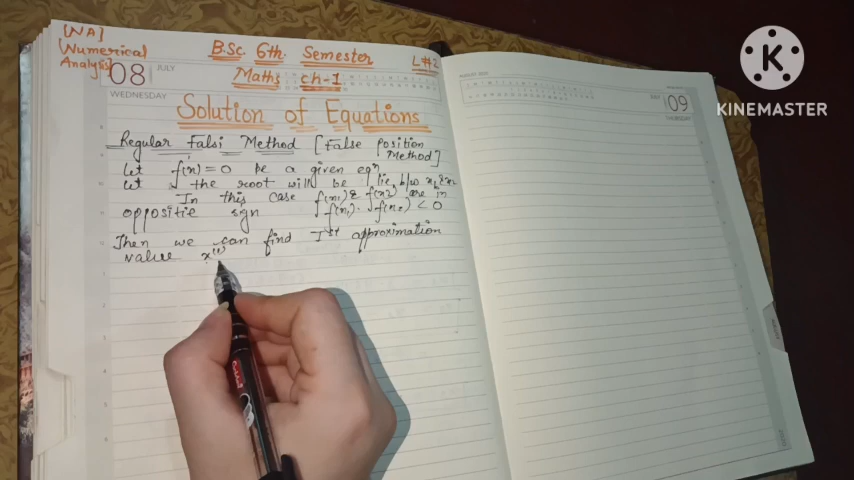 [NA]
Numerical
Analysis
08 JULY
WEDNESDAY
B.Sc. 6th Semester
L#2
Maths ch-1
Solution of Equations
Regular Falsi Method [False Position
Method]
Let f(x)=0 be a given eqn
Let the root will be lie b/w x1 & x2
In this case f(x1) & f(x2) are in
oppositie sign f(x1). f(x2) < 0
Then we can find Ist approximation
value x(1)
09
THURSDAY
KINEMASTER